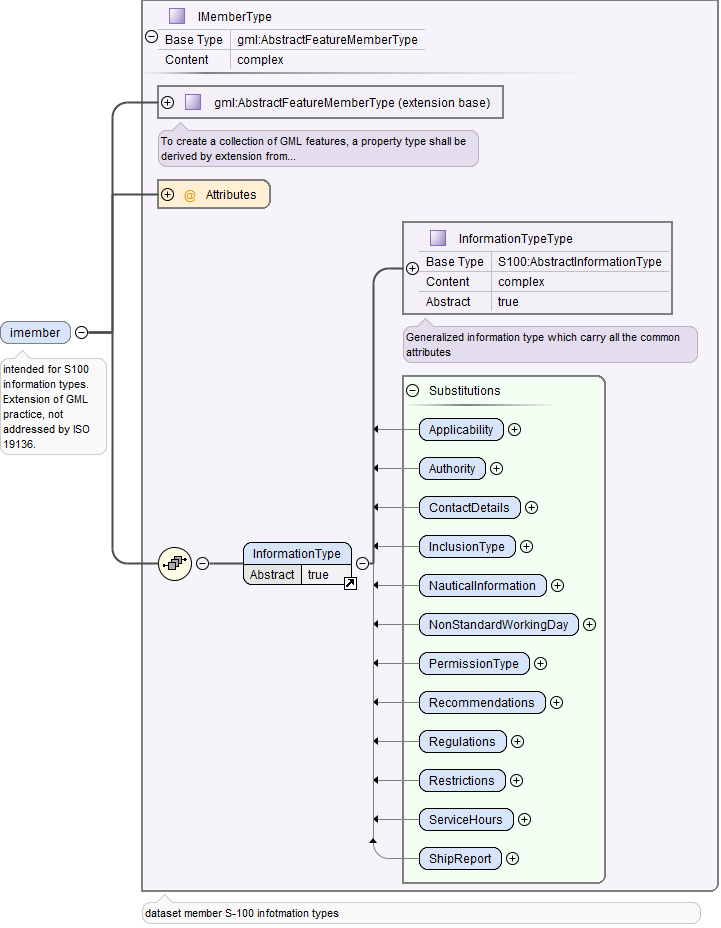 IMemberType
Base Type gml:AbstractFeatureMemberType
Content complex
gml:AbstractFeatureMemberType (extension base)
To create a collection of GML features, a property type shall be
derived by extension from...
@ Attributes
InformationTypeType
Base Type S100:AbstractInformationType
Content complex
Abstract true
Generalized information type which carry all the common
attributes
imember
intended for S100
information types.
Extension of GML
practice, not
addressed by ISO
19136.
InformationType
Abstract true
Substitutions
Applicability
Authority
ContactDetails
InclusionType
NauticalInformation
NonStandardWorkingDay
PermissionType
Recommendations
Regulations
Restrictions
ServiceHours
ShipReport
dataset member S-100 infotmation types